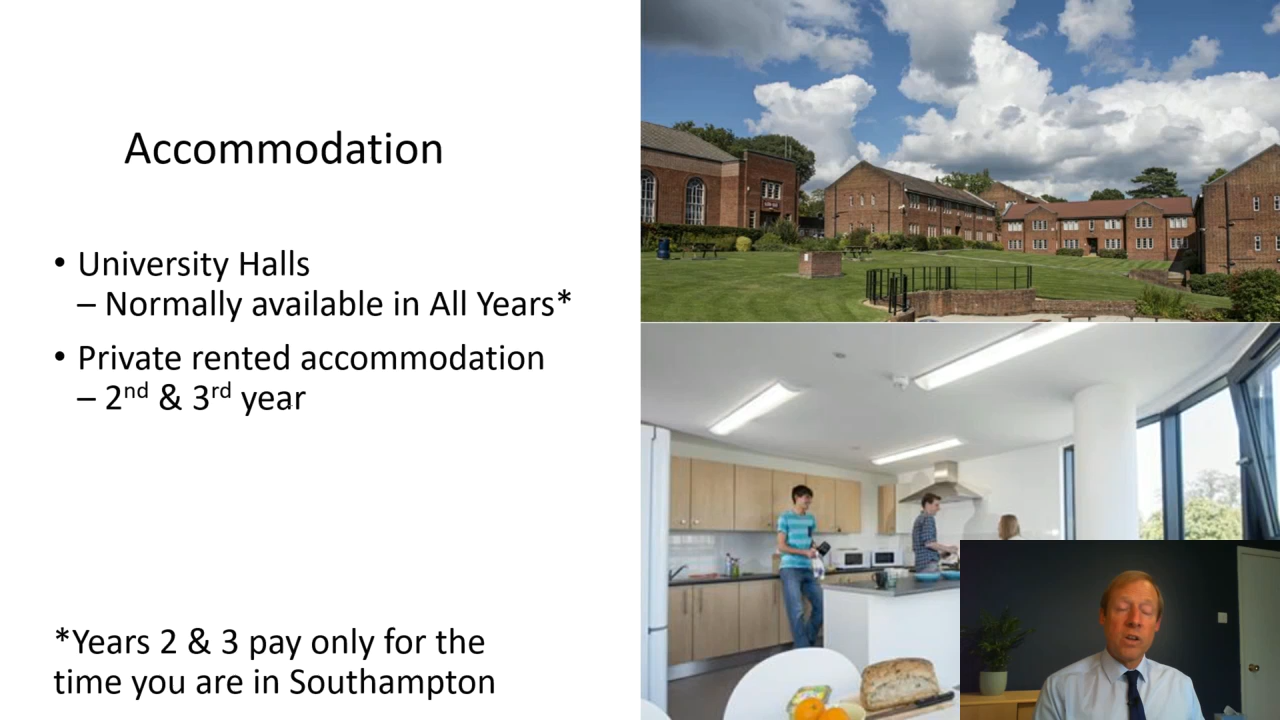 Accommodation
• University Halls
– Normally available in All Years*
• Private rented accommodation
– 2nd & 3rd year
*Years 2 & 3 pay only for the
time you are in Southampton